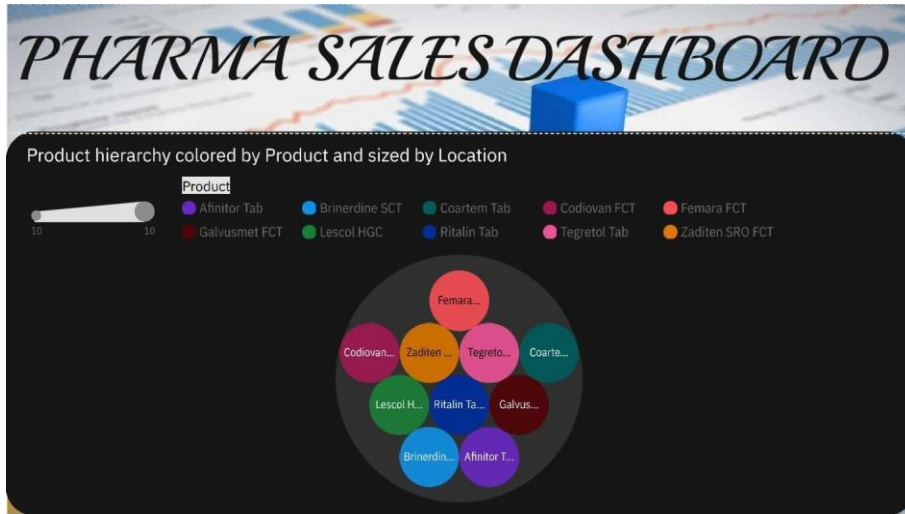 PHARMA SALES DASHBOARD
Product hierarchy colored by Product and sized by Location
Product
10 10
Afinitor Tab Brinerdine SCT Coartem Tab Codiovan FCT Femara FCT
Galvusmet FCT Lescol HGC Ritalin Tab Tegretol Tab Zaditen SRO FCT
Femara...
Codiovan... Zaditen ... Tegreto... Coarte...
Lescol H... Ritalin Ta... Galvus...
Brinerdin... Afinitor T...